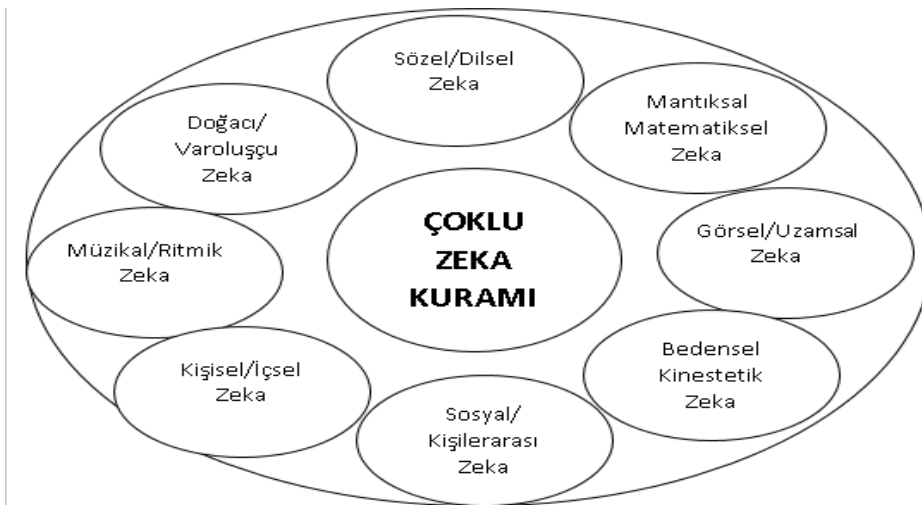 Sözel/Dilsel
Zeka
Mantıksal
Matematiksel
Zeka
Doğacı/
Varoluşçu
Zeka
ÇOKLU
ZEKA
KURAMI
Görsel/Uzamsal
Zeka
Müzikal/Ritmik
Zeka
Bedensel
Kinestetik
Zeka
Kişisel/İçsel
Zeka
Sosyal/
Kişilerarası
Zeka